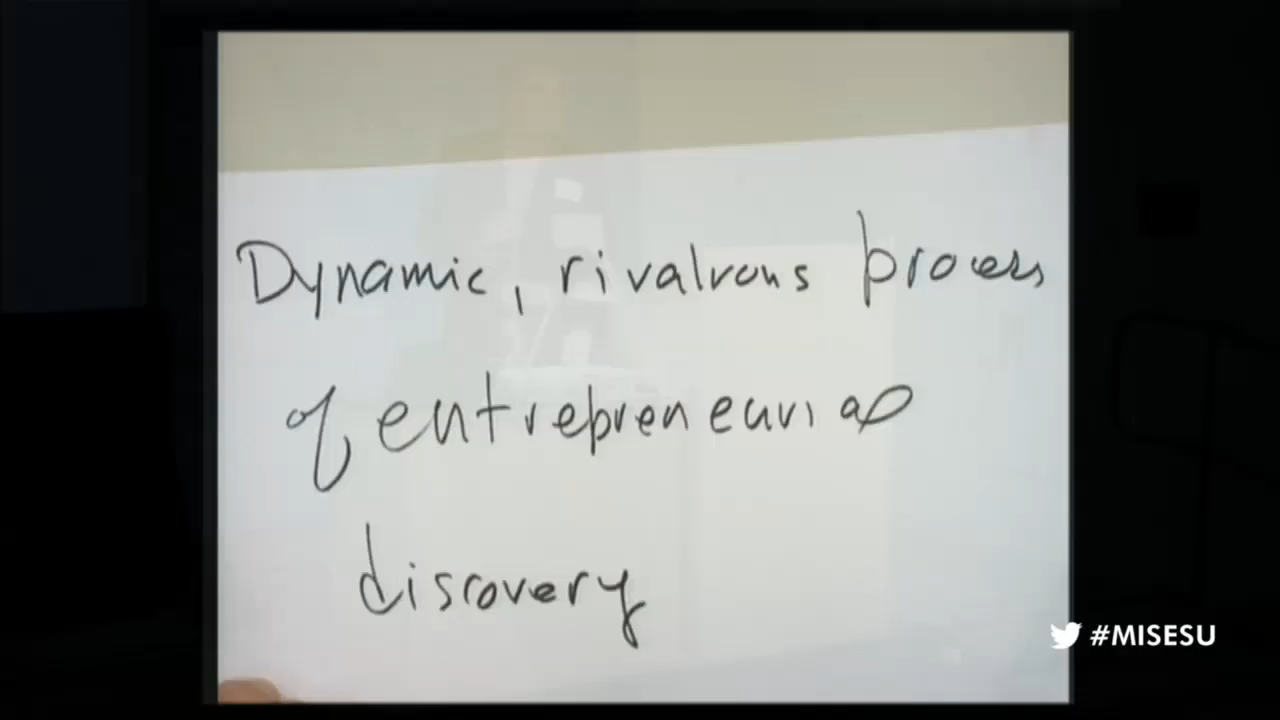 Dynamic, rivalrous process
of entrepreneurial
discovery
#MISESU